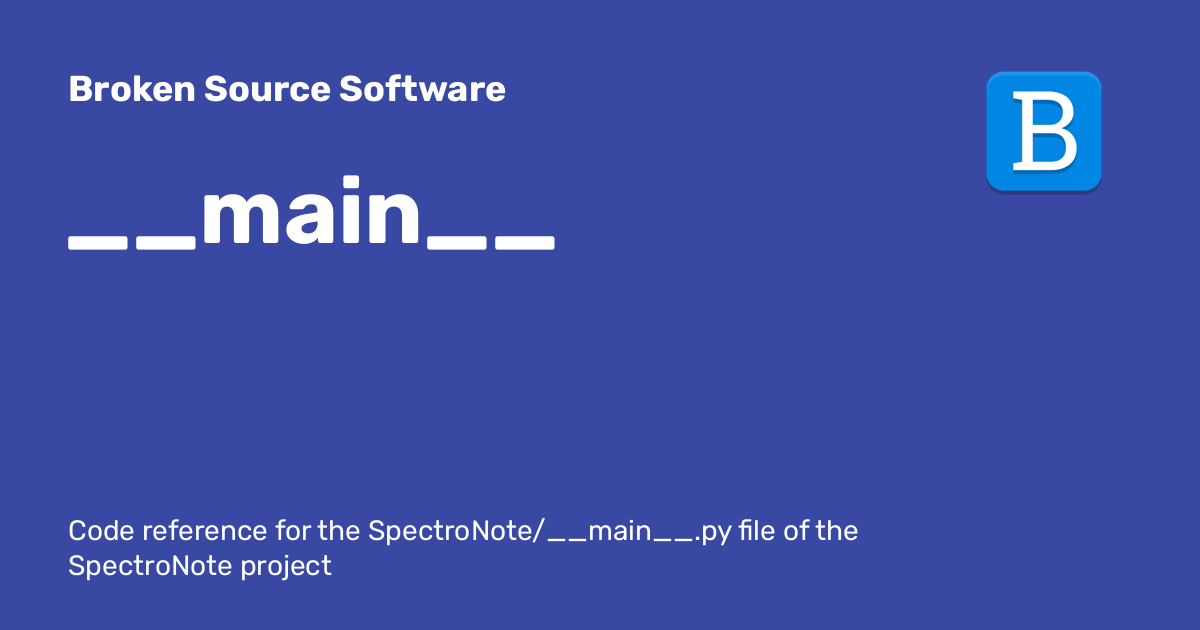 Broken Source Software
B
__main__
Code reference for the SpectroNote/__main__.py file of the
SpectroNote project